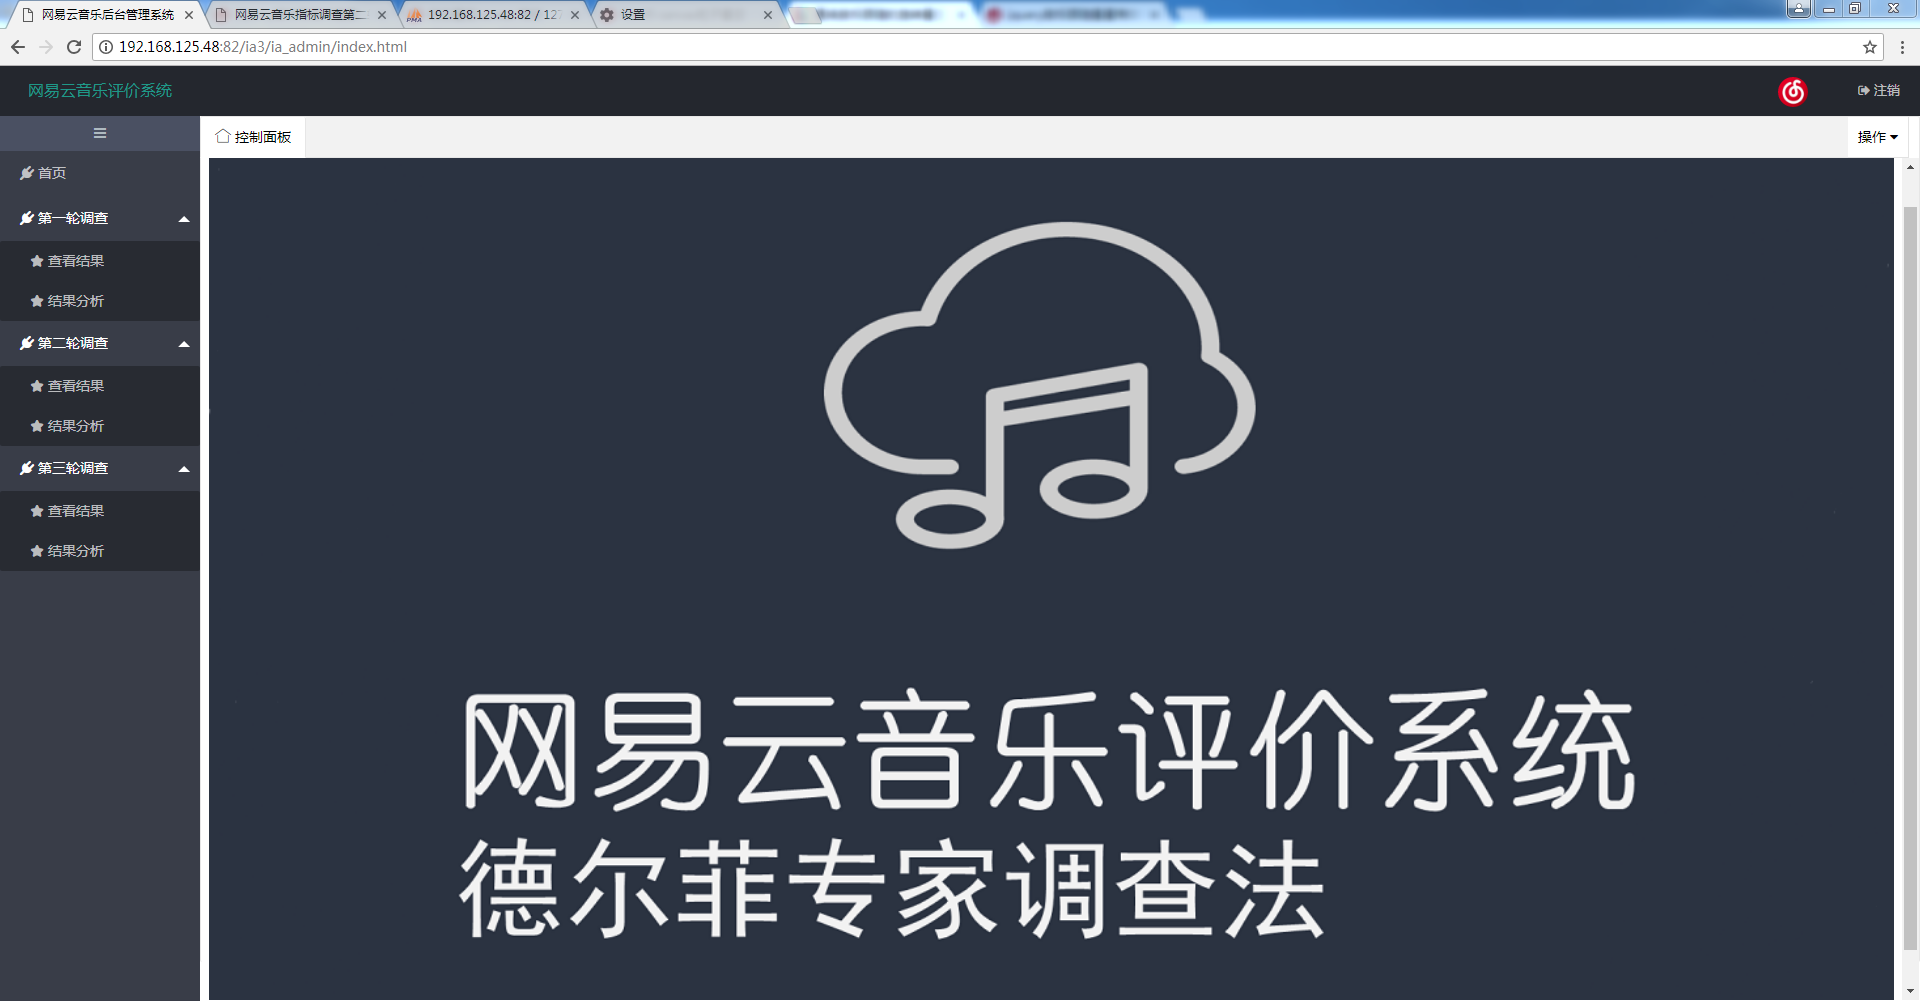 网易云音乐后台管理系统
网易云音乐指标调查第二
192.168.125.48:82 / 127
设置
192.168.125.48:82/ia3/ia_admin/index.html
网易云音乐评价系统
注销
控制面板
操作
首页
第一轮调查
查看结果
结果分析
第二轮调查
查看结果
结果分析
第三轮调查
查看结果
结果分析
网易云音乐评价系统
德尔菲专家调查法